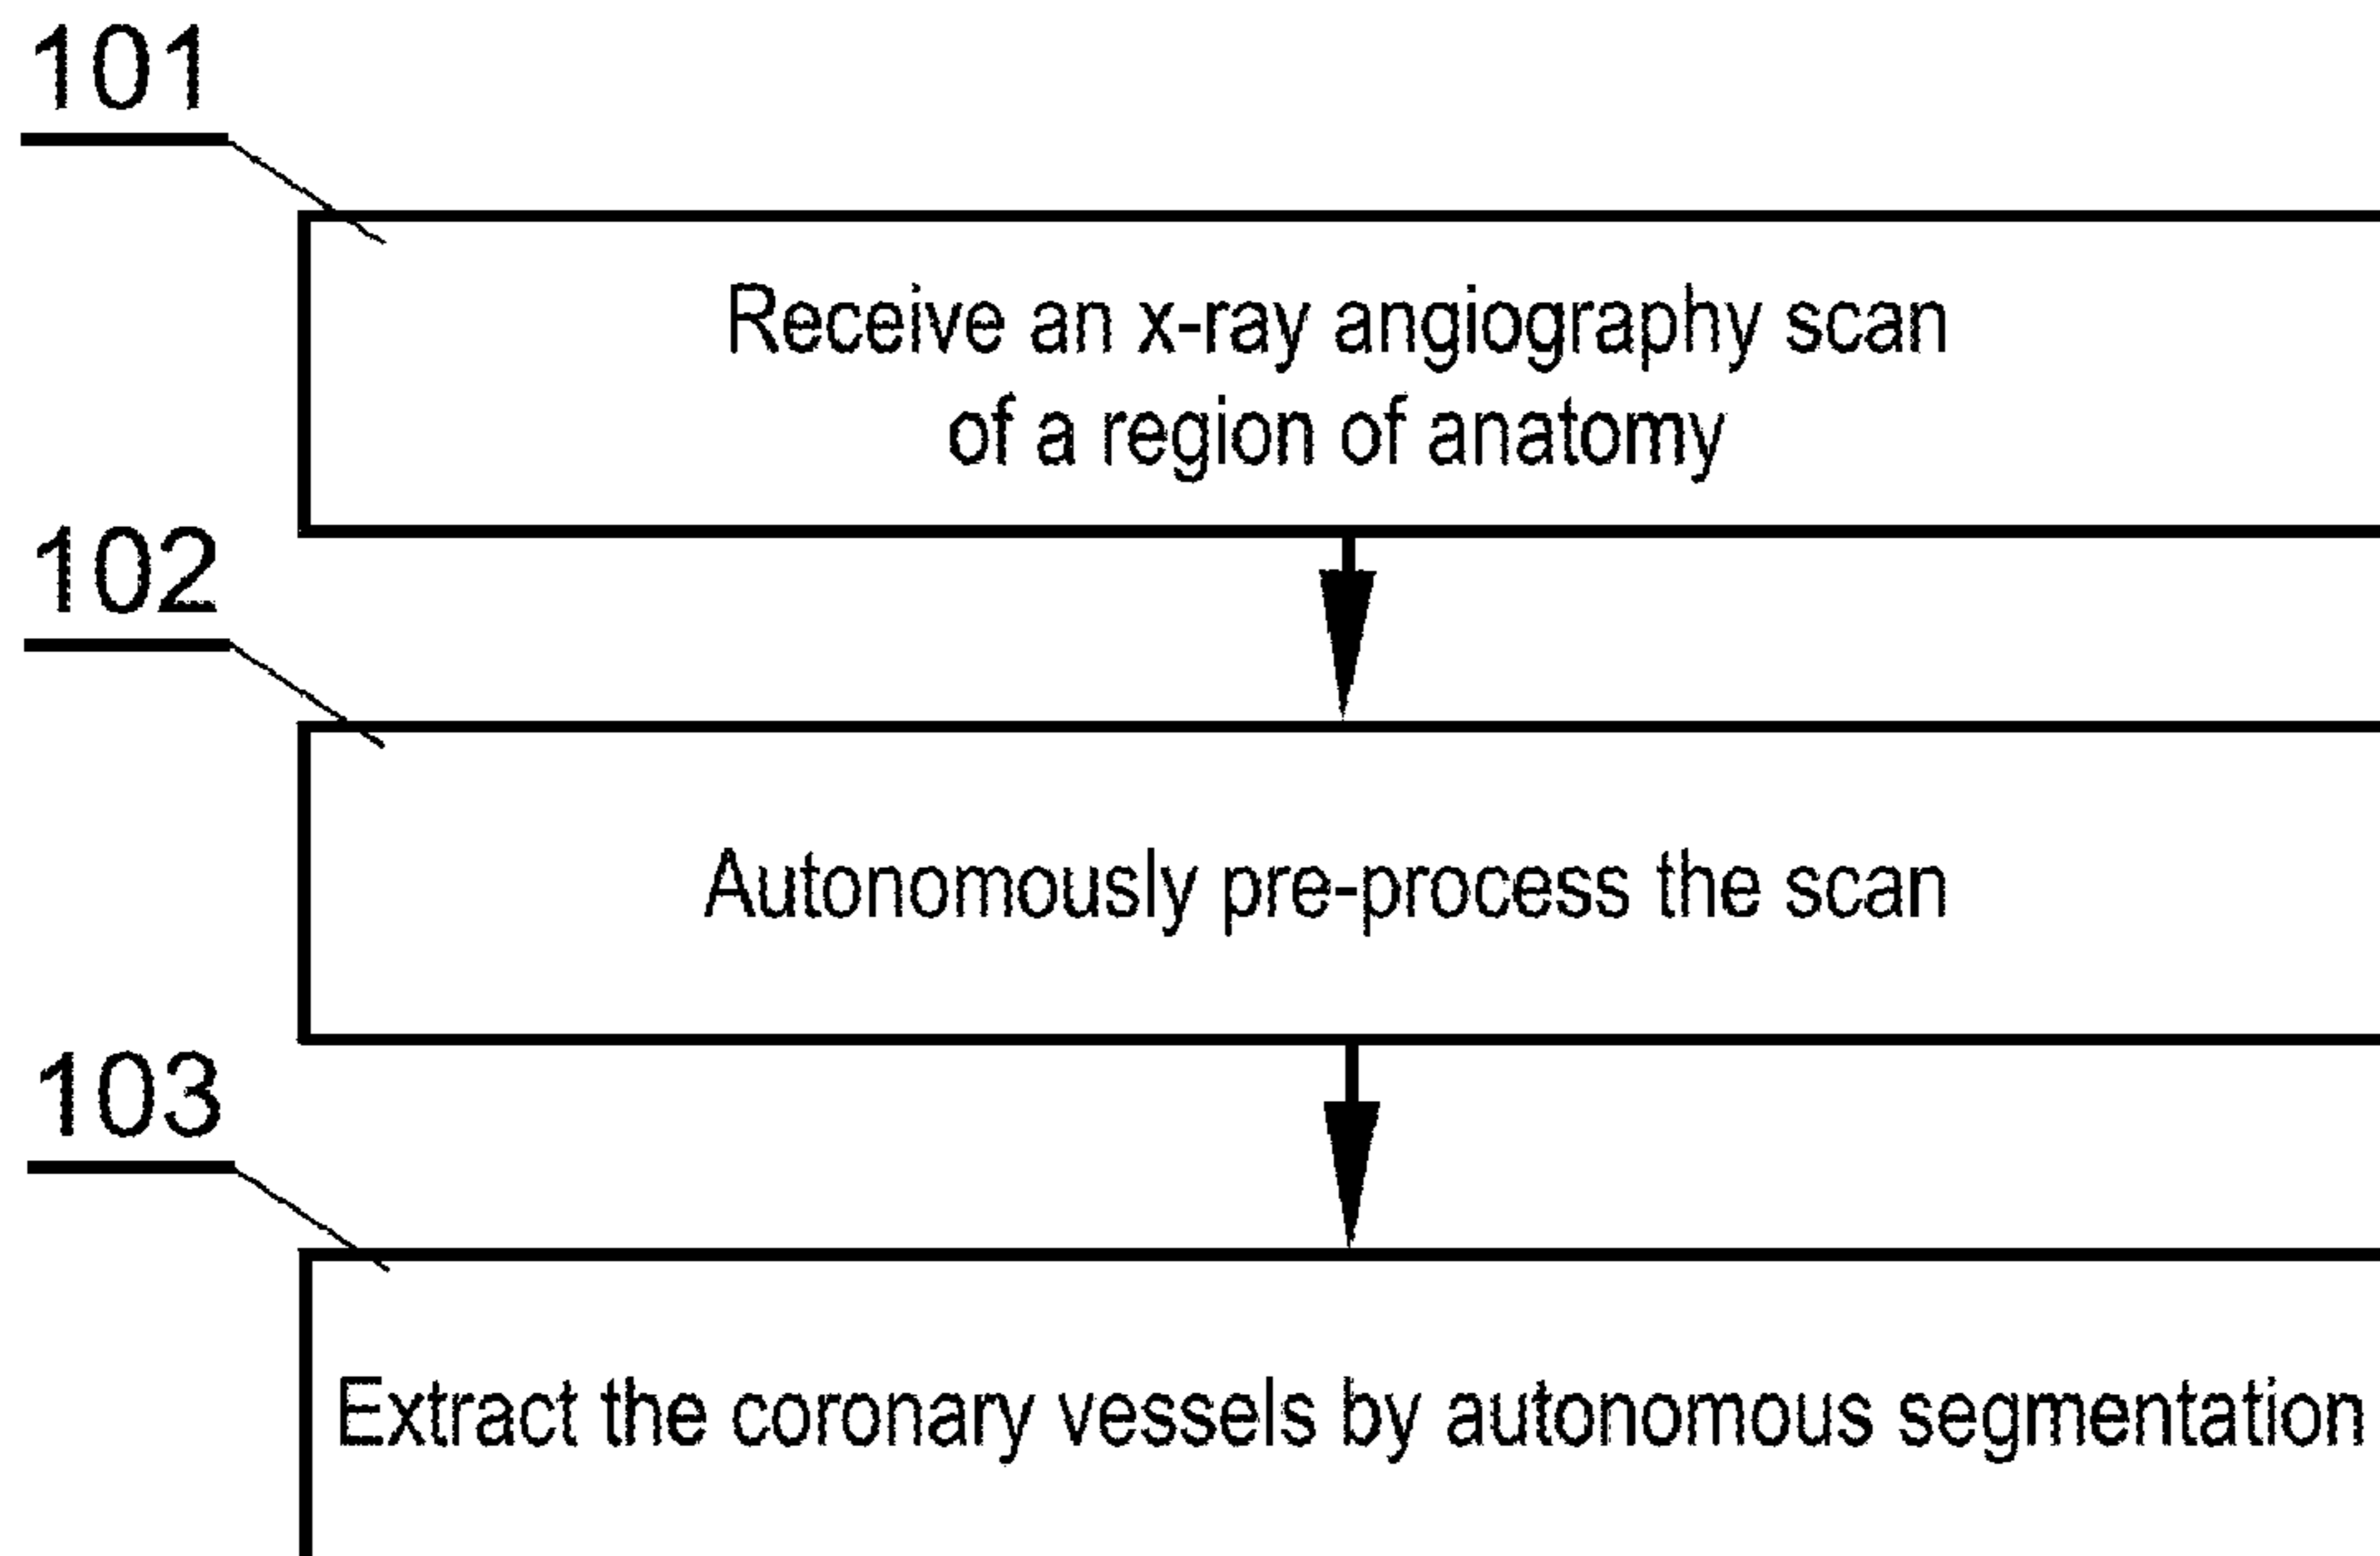 101
Receive an x-ray angiography scan
of a region of anatomy
102
Autonomously pre-process the scan
103
Extract the coronary vessels by autonomous segmentation